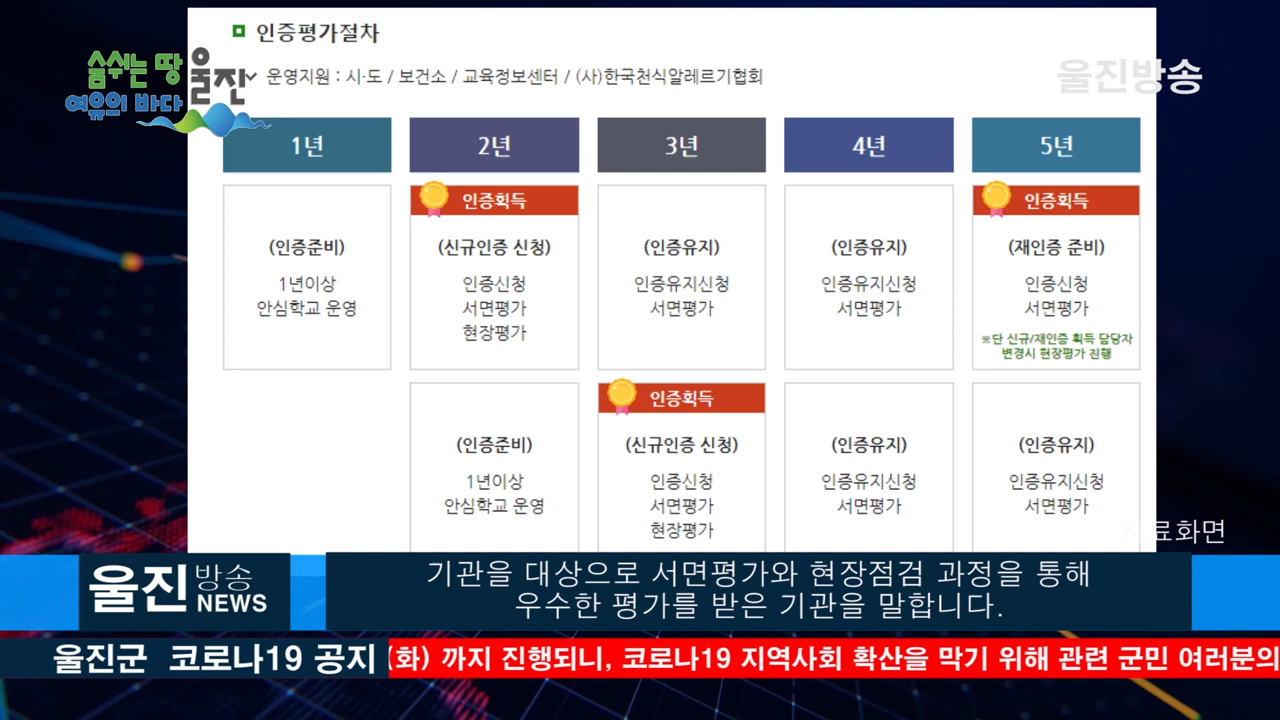 인증평가절차
숨쉬는 땅
여유의 바다
울진
운영지원 : 시·도 / 보건소 / 교육정보센터 / (사)한국천식알레르기협회
울진방송
1년
2년
3년
4년
5년
(인증준비)
1년이상
안심학교 운영
인증획득
(신규인증 신청)
인증신청
서면평가
현장평가
(인증유지)
인증유지신청
서면평가
(인증유지)
인증유지신청
서면평가
인증획득
(재인증 준비)
인증신청
서면평가
※단 신규/재인증 획득 담당자
변경시 현장평가 진행
(인증준비)
1년이상
안심학교 운영
인증획득
(신규인증 신청)
인증신청
서면평가
현장평가
(인증유지)
인증유지신청
서면평가
(인증유지)
인증유지신청
서면평가
자료화면
울진 방송 NEWS
기관을 대상으로 서면평가와 현장점검 과정을 통해
우수한 평가를 받은 기관을 말합니다.
울진군 코로나19 공지 (화) 까지 진행되니, 코로나19 지역사회 확산을 막기 위해 관련 군민 여러분의